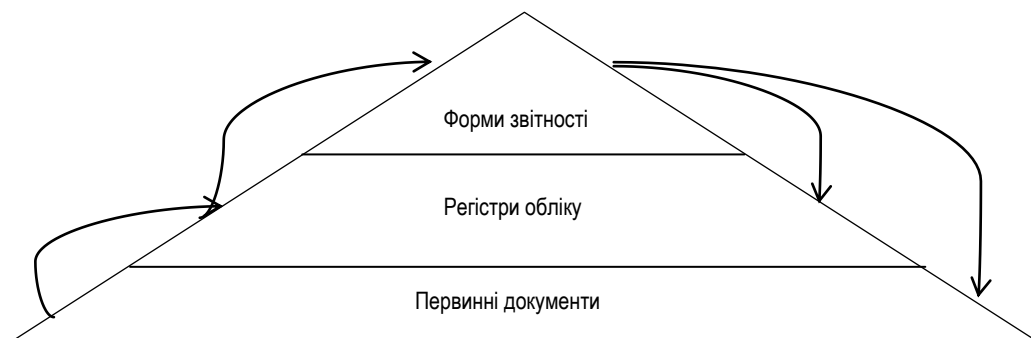 Форми звітності
Регістри обліку
Первинні документи